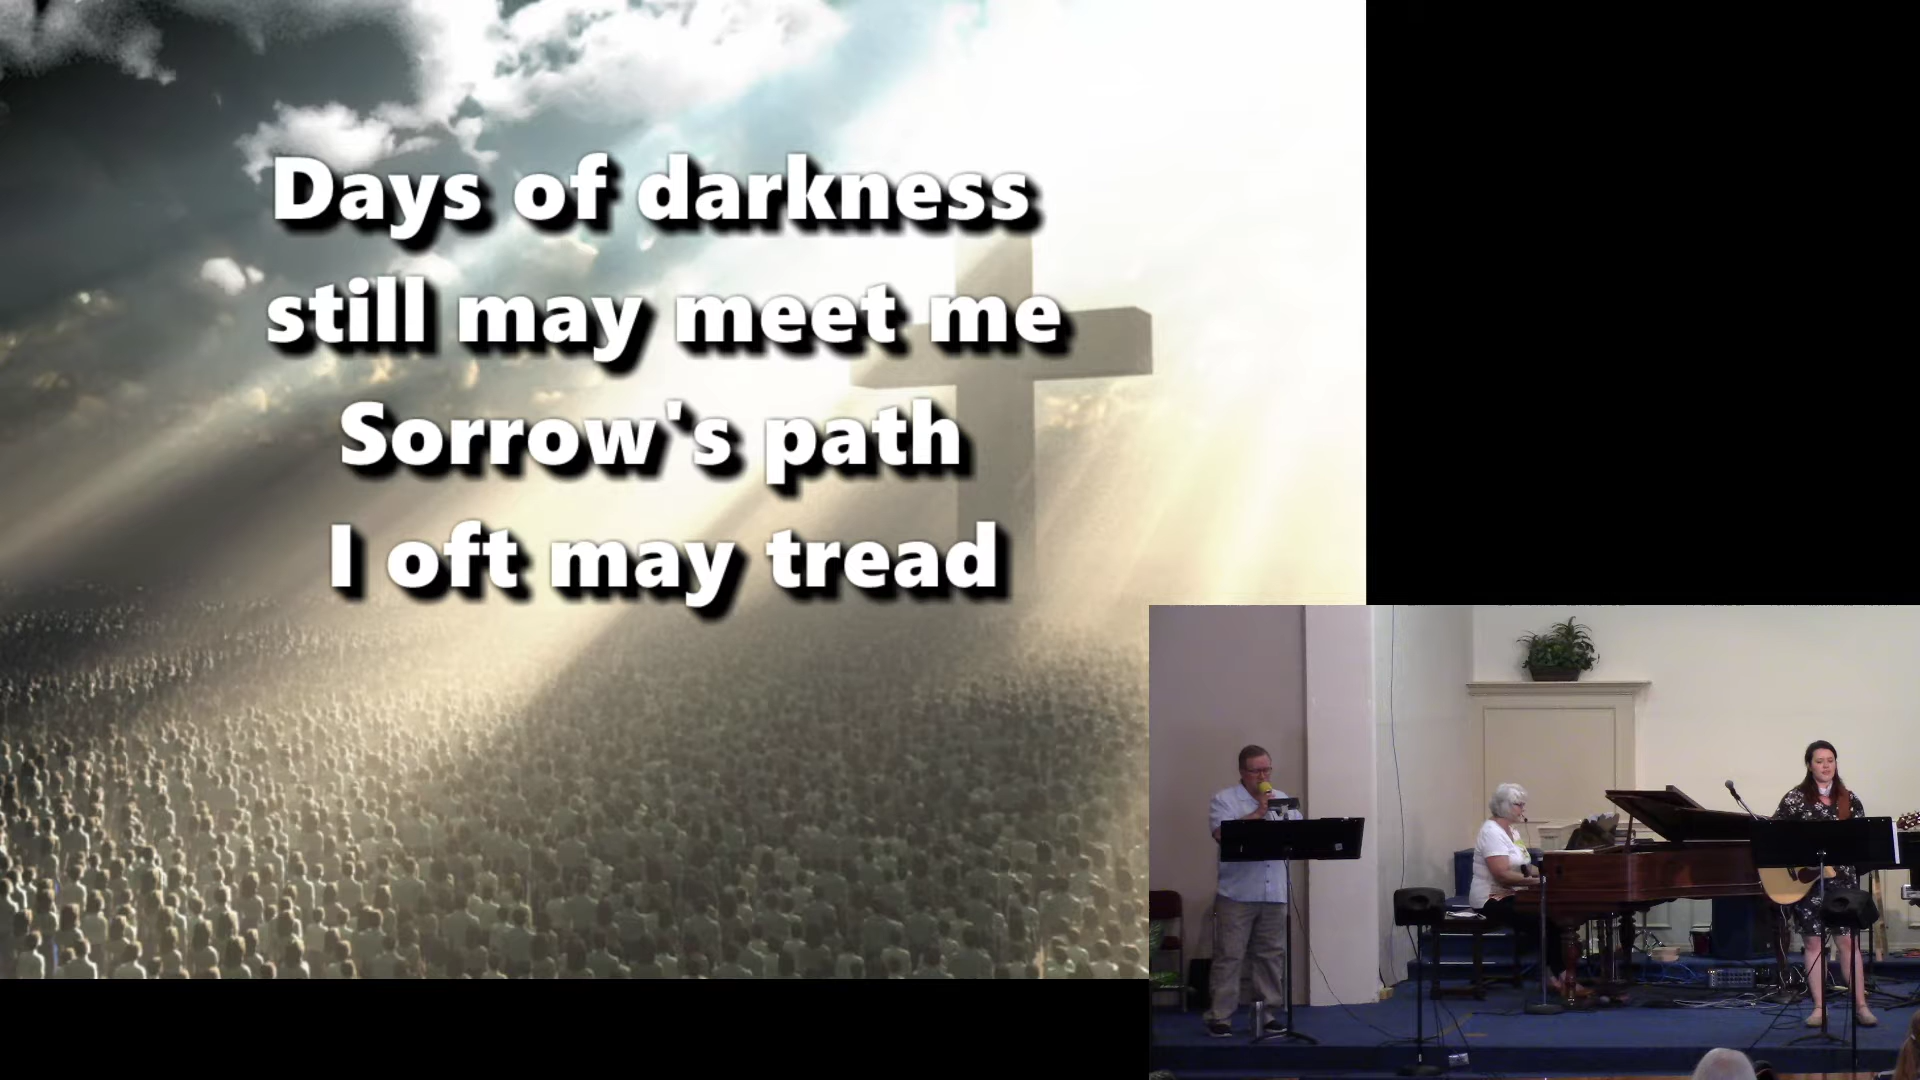 Days of darkness
still may meet me
Sorrow's path
I oft may tread